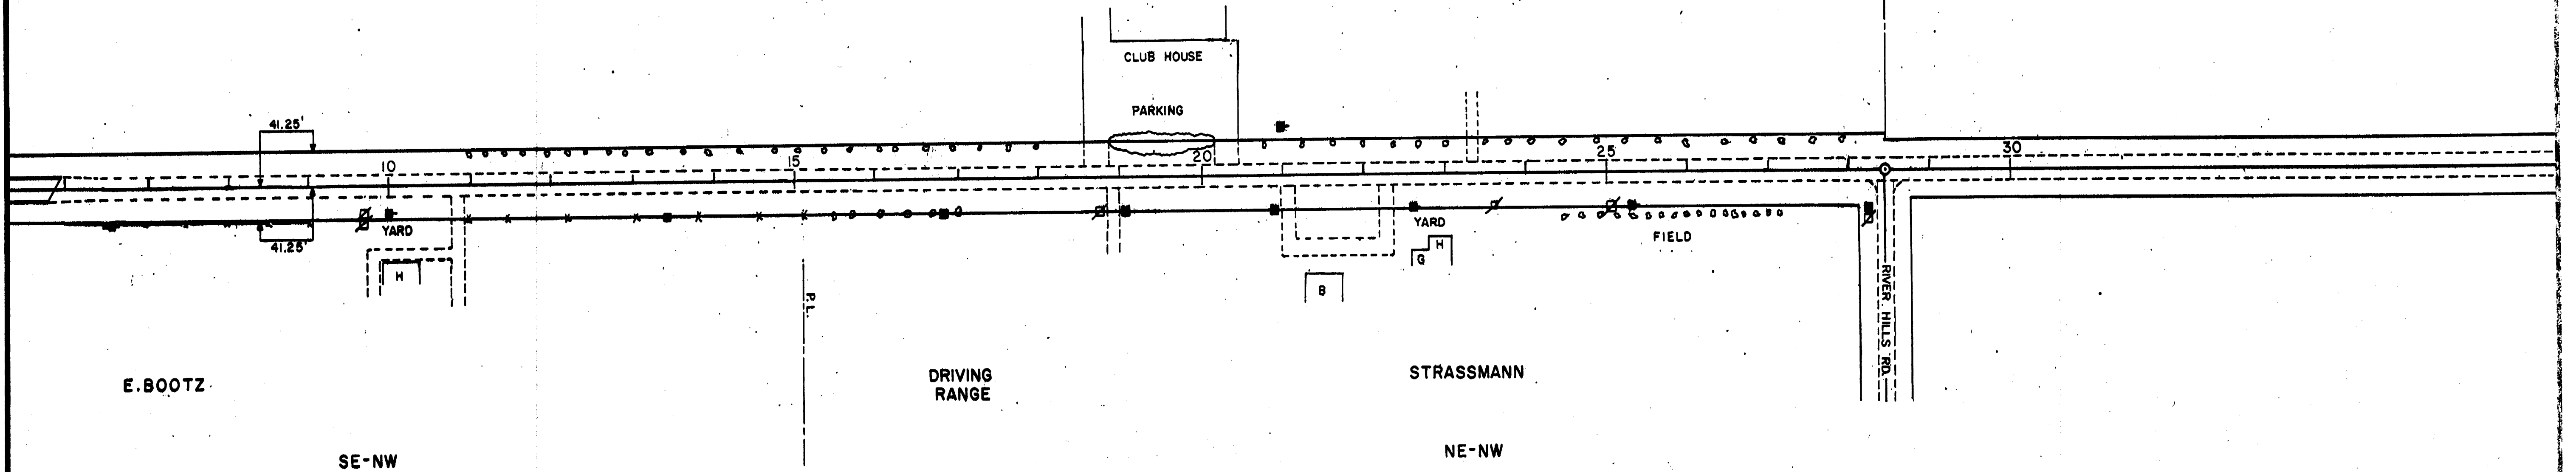 CLUB HOUSE
PARKING
41.25'
10
15
20
25
30
41.25'
YARD
H
P.L.
YARD
H
G
B
FIELD
RIVER HILLS RD.
E.BOOTZ
DRIVING
RANGE
STRASSMANN
SE-NW
NE-NW